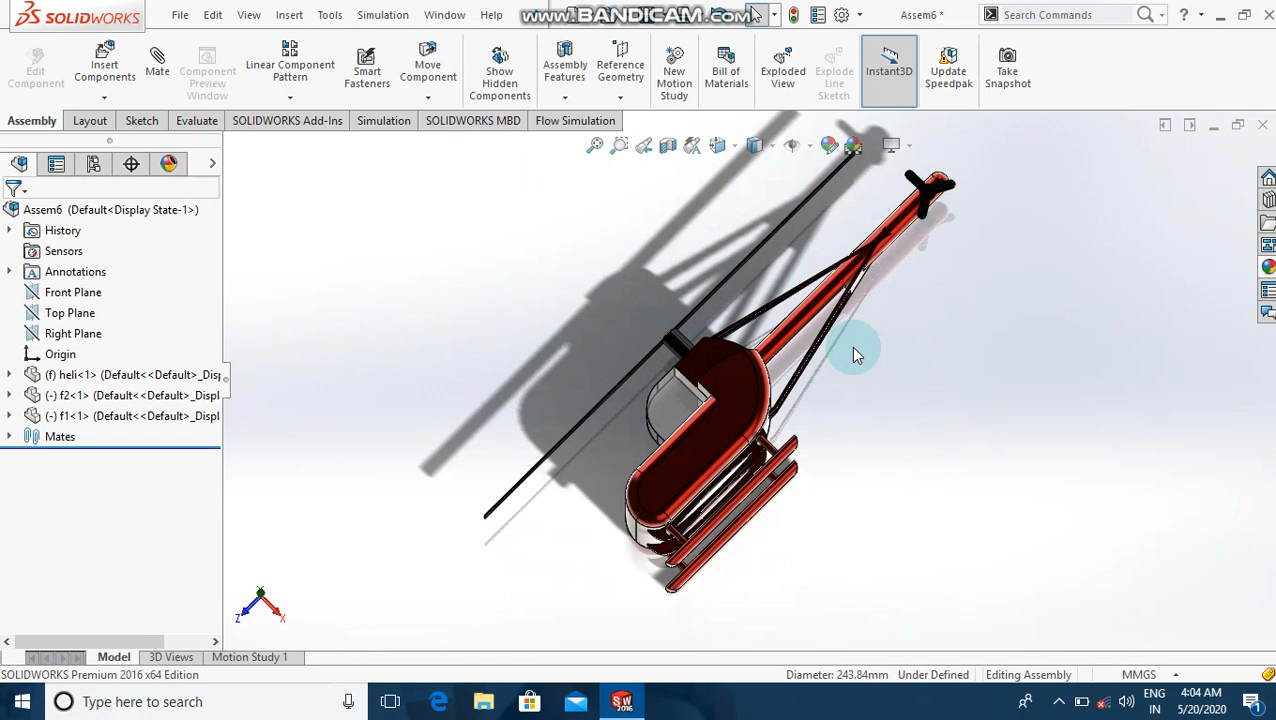 SOLIDWORKS
File Edit View Insert Tools Simulation Window Help
www.BANDICAM.com
Assem6 *
Search Commands
Edit Component
Insert Components
Mate
Component Preview Window
Linear Component Pattern
Smart Fasteners
Move Component
Show Hidden Components
Assembly Features
Reference Geometry
New Motion Study
Bill of Materials
Exploded View
Explode Line Sketch
Instant3D
Update Speedpak
Take Snapshot
Assembly Layout Sketch Evaluate SOLIDWORKS Add-Ins Simulation SOLIDWORKS MBD Flow Simulation
Assem6 (Default<Display State-1>)
History
Sensors
Annotations
Front Plane
Top Plane
Right Plane
Origin
(f) heli<1> (Default<<Default>_Disp
(-) f2<1> (Default<<Default>_Displ
(-) f1<1> (Default<<Default>_Displ
Mates
Y
Z
X
Model 3D Views Motion Study 1
SOLIDWORKS Premium 2016 x64 Edition
Diameter: 243.84mm Under Defined Editing Assembly MMGS
Type here to search
SW
2016
ENG
IN
4:04 AM
5/20/2020
1